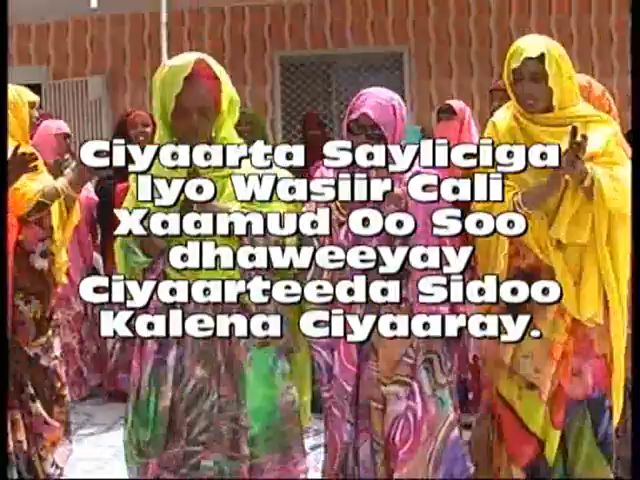 Ciyaarta Sayliciga
Iyo Wasiir Cali
Xaamud Oo Soo
dhaweeyay
Ciyaarteeda Sidoo
Kalena Ciyaaray.